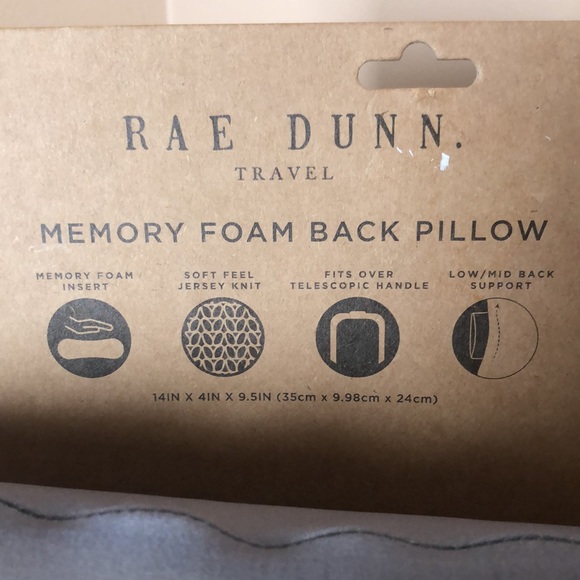 RAE DUNN.
TRAVEL
MEMORY FOAM BACK PILLOW
MEMORY FOAM
INSERT
SOFT FEEL
JERSEY KNIT
FITS OVER
TELESCOPIC HANDLE
LOW/MID BACK
SUPPORT
14IN X 4IN X 9.5IN (35cm x 9.98cm x 24cm)